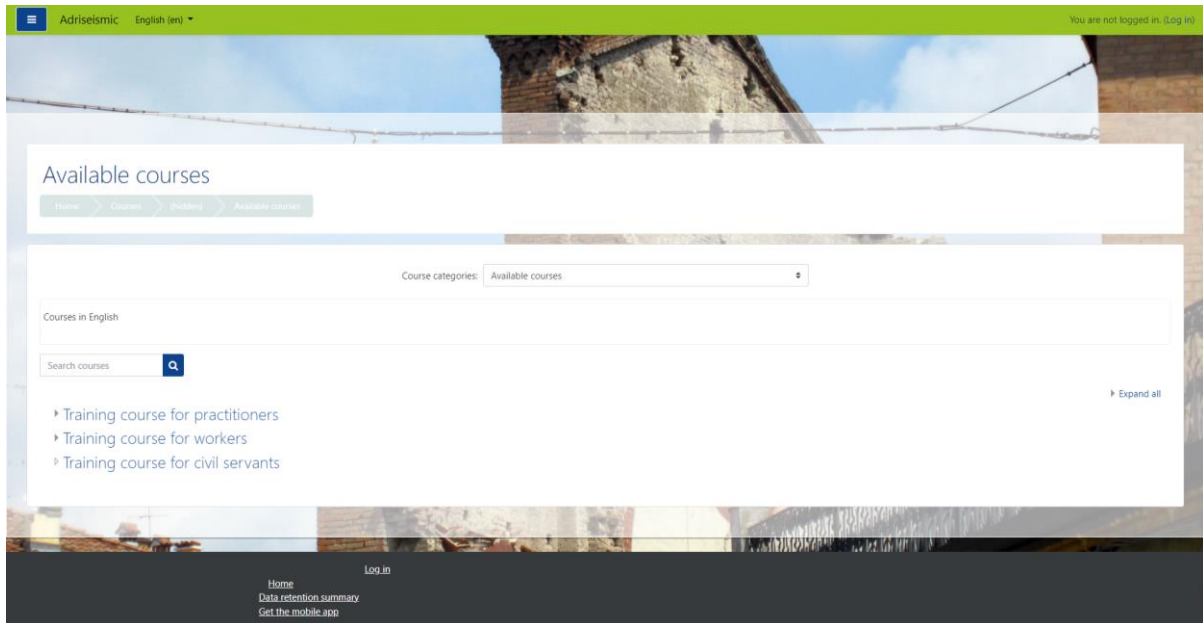 Adriseismic English (en) You are not logged in. (Log in)
Available courses
Home Courses (hidden) Available courses
Course categories: Available courses
Courses in English
Search courses
Expand all
Training course for practitioners
Training course for workers
Training course for civil servants
Log in
Home
Data retention summary
Get the mobile app